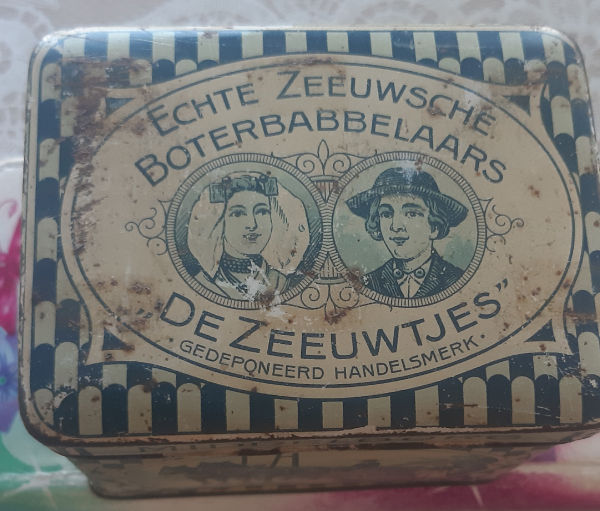 ECHTE ZEEUWSCHE
BOTERBABBELAARS
„DE ZEEUWTJES”
· GEDEPONEERD HANDELSMERK ·